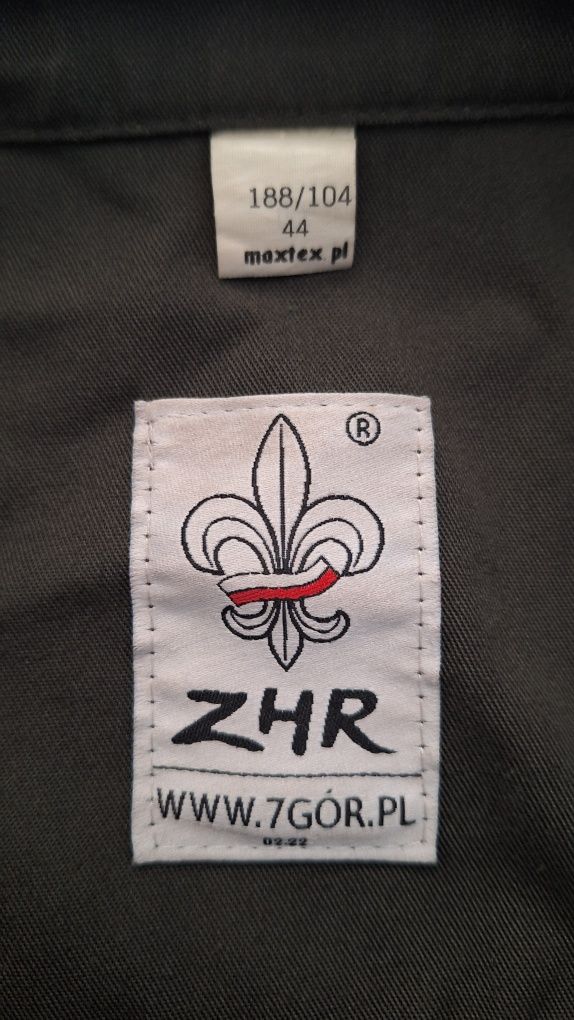 188/104
44
maxtex.pl
®
ZHR
WWW.7GÓR.PL
02.22